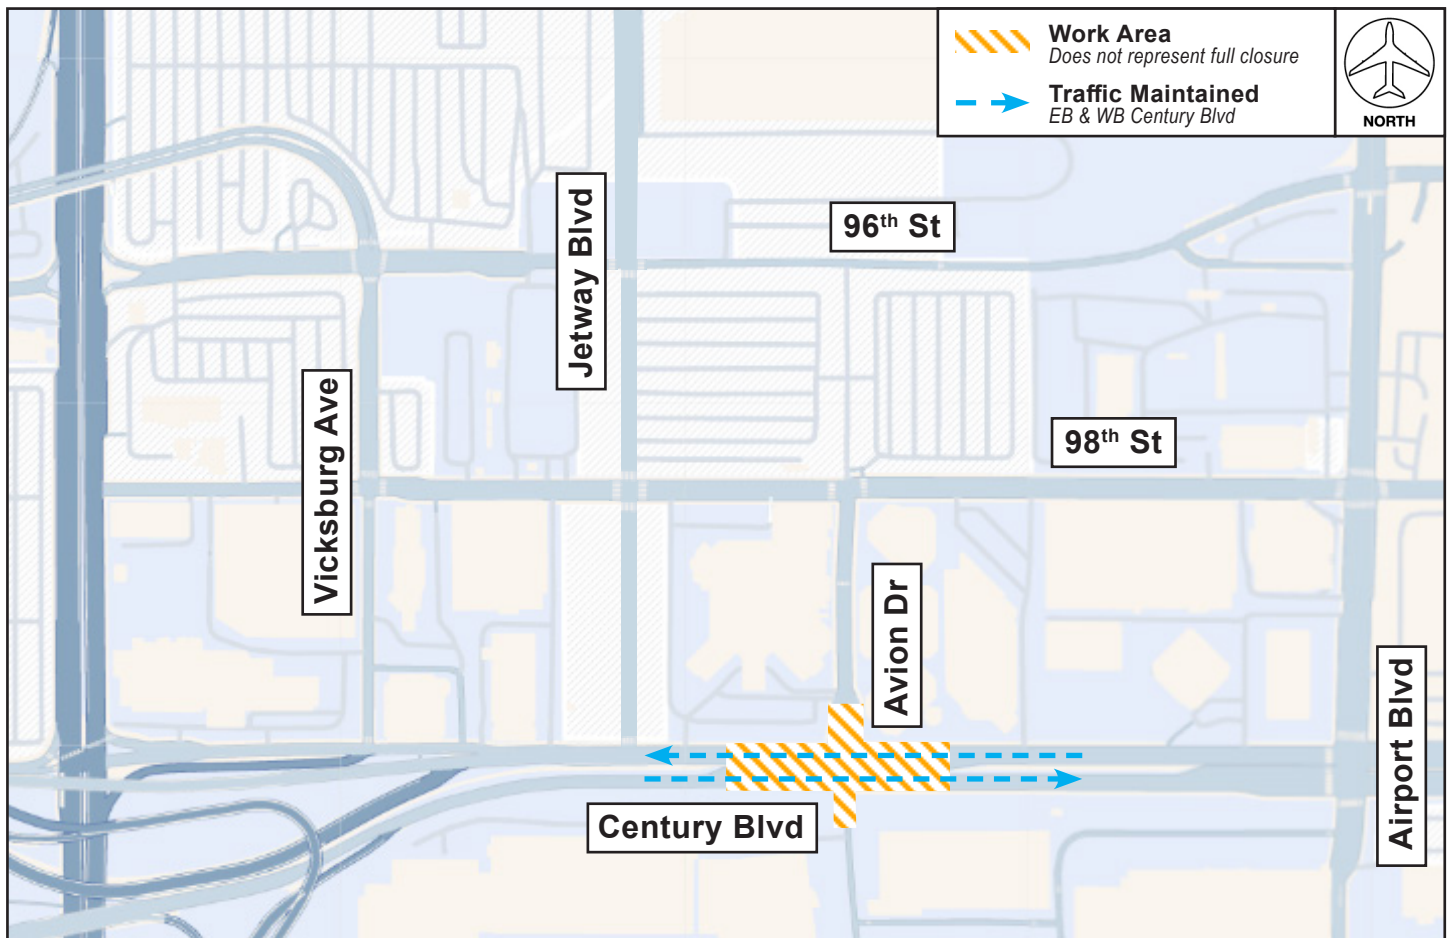 Work Area
Does not represent full closure
Traffic Maintained
EB & WB Century Blvd
NORTH
96th St
Jetway Blvd
Vicksburg Ave
98th St
Avion Dr
Airport Blvd
Century Blvd